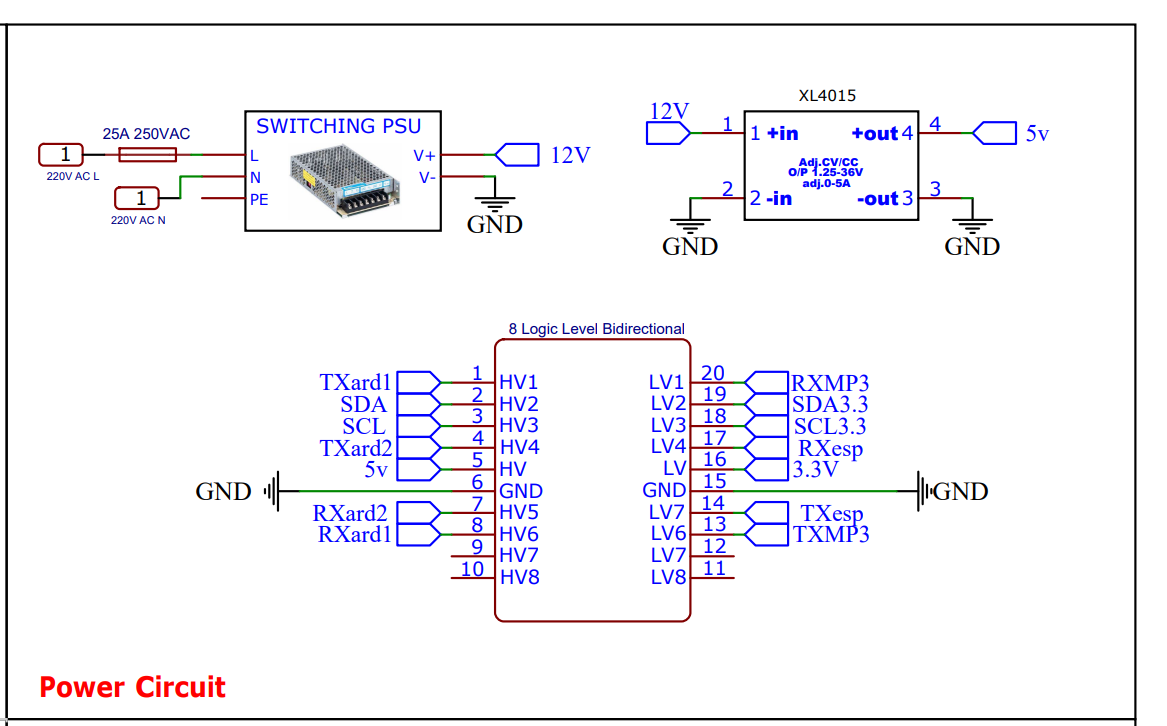 25A 250VAC
1
220V AC L
1
220V AC N
SWITCHING PSU
L
N
PE
V+
V-
12V
GND
XL4015
12V
1
2
1 +in
2 -in
Adj.CV/CC
O/P 1.25-36V
adj.0-5A
+out 4
-out 3
4
3
5v
GND
GND
8 Logic Level Bidirectional
TXard1 1 HV1 LV1 20 RXMP3
SDA 2 HV2 LV2 19 SDA3.3
SCL 3 HV3 LV3 18 SCL3.3
TXard2 4 HV4 LV4 17 RXesp
5v 5 HV LV 16 3.3V
GND 6 GND GND 15 GND
RXard2 7 HV5 LV7 14 TXesp
RXard1 8 HV6 LV6 13 TXMP3
9 HV7 LV7 12
10 HV8 LV8 11
Power Circuit